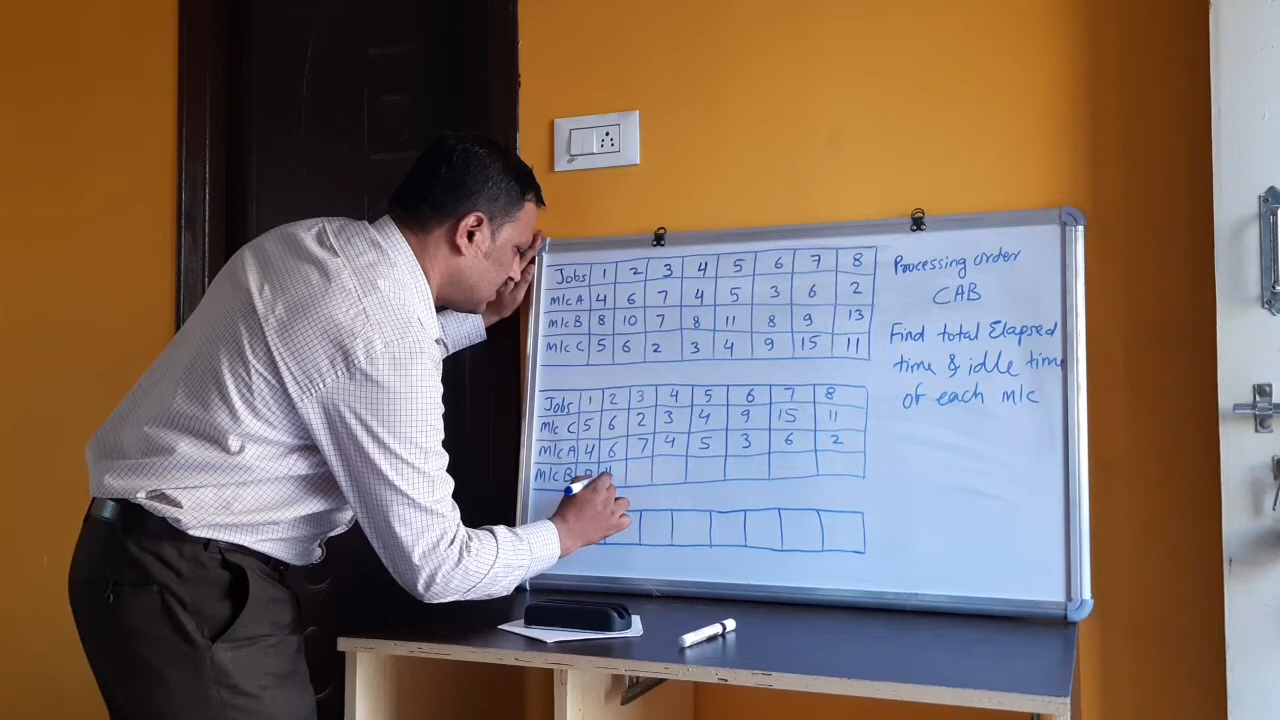 Jobs 1 2 3 4 5 6 7 8
M/c A 4 6 7 4 5 3 6 2
M/c B 8 10 7 8 11 8 9 13
M/c C 5 6 2 3 4 9 15 11
Processing order
CAB
Find total Elapsed
time & idle time
of each M/c
Jobs 1 2 3 4 5 6 7 8
M/c C 5 6 2 3 4 9 15 11
M/c A 4 6 7 4 5 3 6 2
M/c B